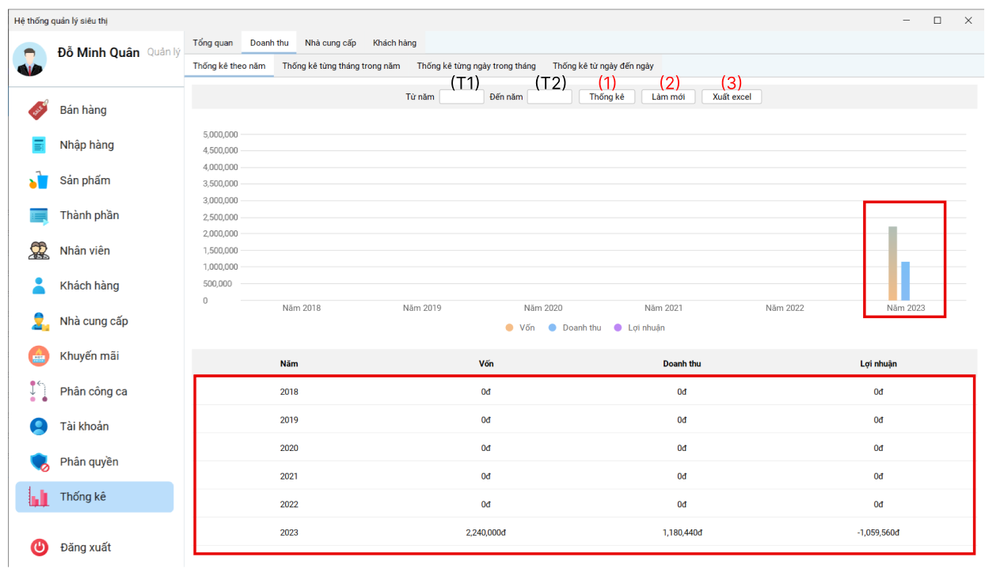 Hệ thống quản lý siêu thị
Đỗ Minh Quân Quản lý
Bán hàng
Nhập hàng
Sản phẩm
Thành phần
Nhân viên
Khách hàng
Nhà cung cấp
Khuyến mãi
Phân công ca
Tài khoản
Phân quyền
Thống kê
Đăng xuất
Tổng quan Doanh thu Nhà cung cấp Khách hàng
Thống kê theo năm Thống kê từng tháng trong năm Thống kê từng ngày trong tháng Thống kê từ ngày đến ngày
(T1) (T2) (1) (2) (3)
Từ năm Đến năm Thống kê Làm mới Xuất excel
5,000,000
4,500,000
4,000,000
3,500,000
3,000,000
2,500,000
2,000,000
1,500,000
1,000,000
500,000
0
Năm 2018 Năm 2019 Năm 2020 Năm 2021 Năm 2022 Năm 2023
Vốn Doanh thu Lợi nhuận
Năm Vốn Doanh thu Lợi nhuận
2018 0đ 0đ 0đ
2019 0đ 0đ 0đ
2020 0đ 0đ 0đ
2021 0đ 0đ 0đ
2022 0đ 0đ 0đ
2023 2,240,000đ 1,180,440đ -1,059,560đ